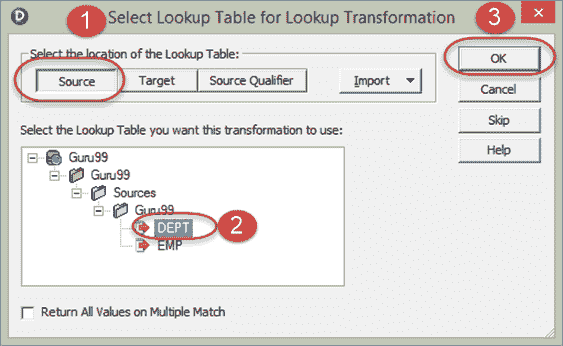 1
3
D
Select Lookup Table for Lookup Transformation
Select the location of the Lookup Table:
Source
Target
Source Qualifier
Import
OK
Cancel
Skip
Help
Select the Lookup Table you want this transformation to use:
Guru99
Guru99
Sources
Guru99
DEPT
2
EMP
Return All Values on Multiple Match